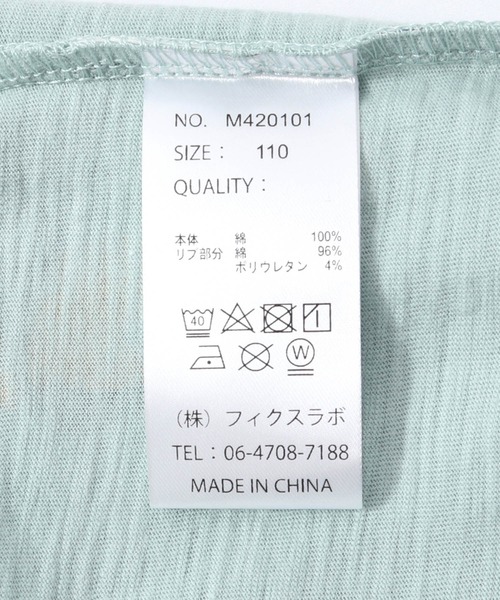 NO. M420101
SIZE： 110
QUALITY：
本体 綿 100%
リブ部分 綿 96%
ポリウレタン 4%
40
W
（株）フィクスラボ
TEL：06-4708-7188
MADE IN CHINA